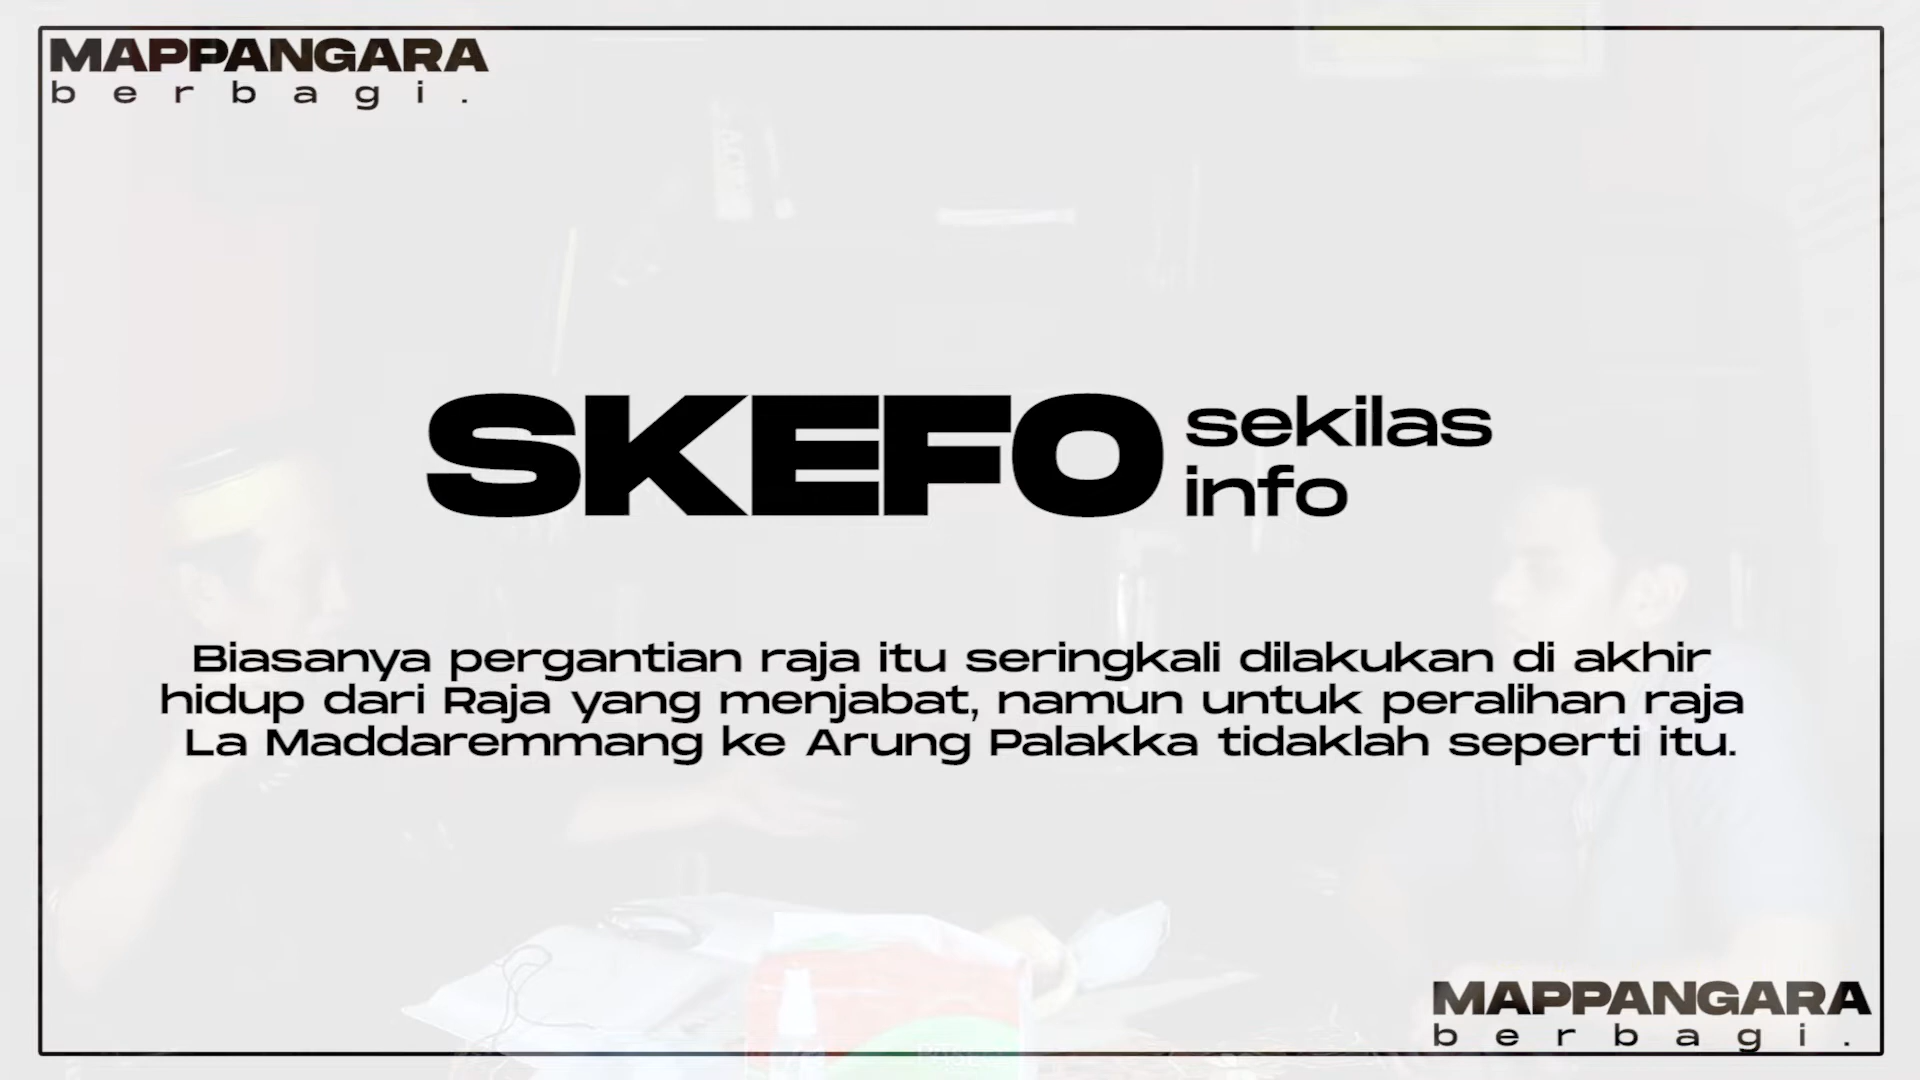 MAPPANGARA
berbagi.
SKEFO sekilas
info
Biasanya pergantian raja itu seringkali dilakukan di akhir
hidup dari Raja yang menjabat, namun untuk peralihan raja
La Maddaremmang ke Arung Palakka tidaklah seperti itu.
MAPPANGARA
berbagi.